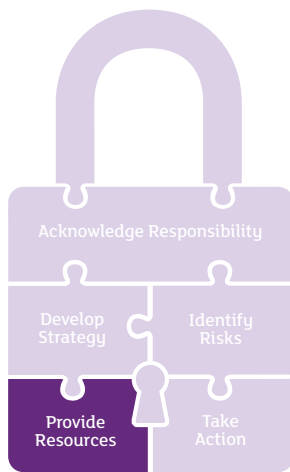 Acknowledge Responsibility
Develop
Strategy
Identify
Risks
Provide
Resources
Take
Action